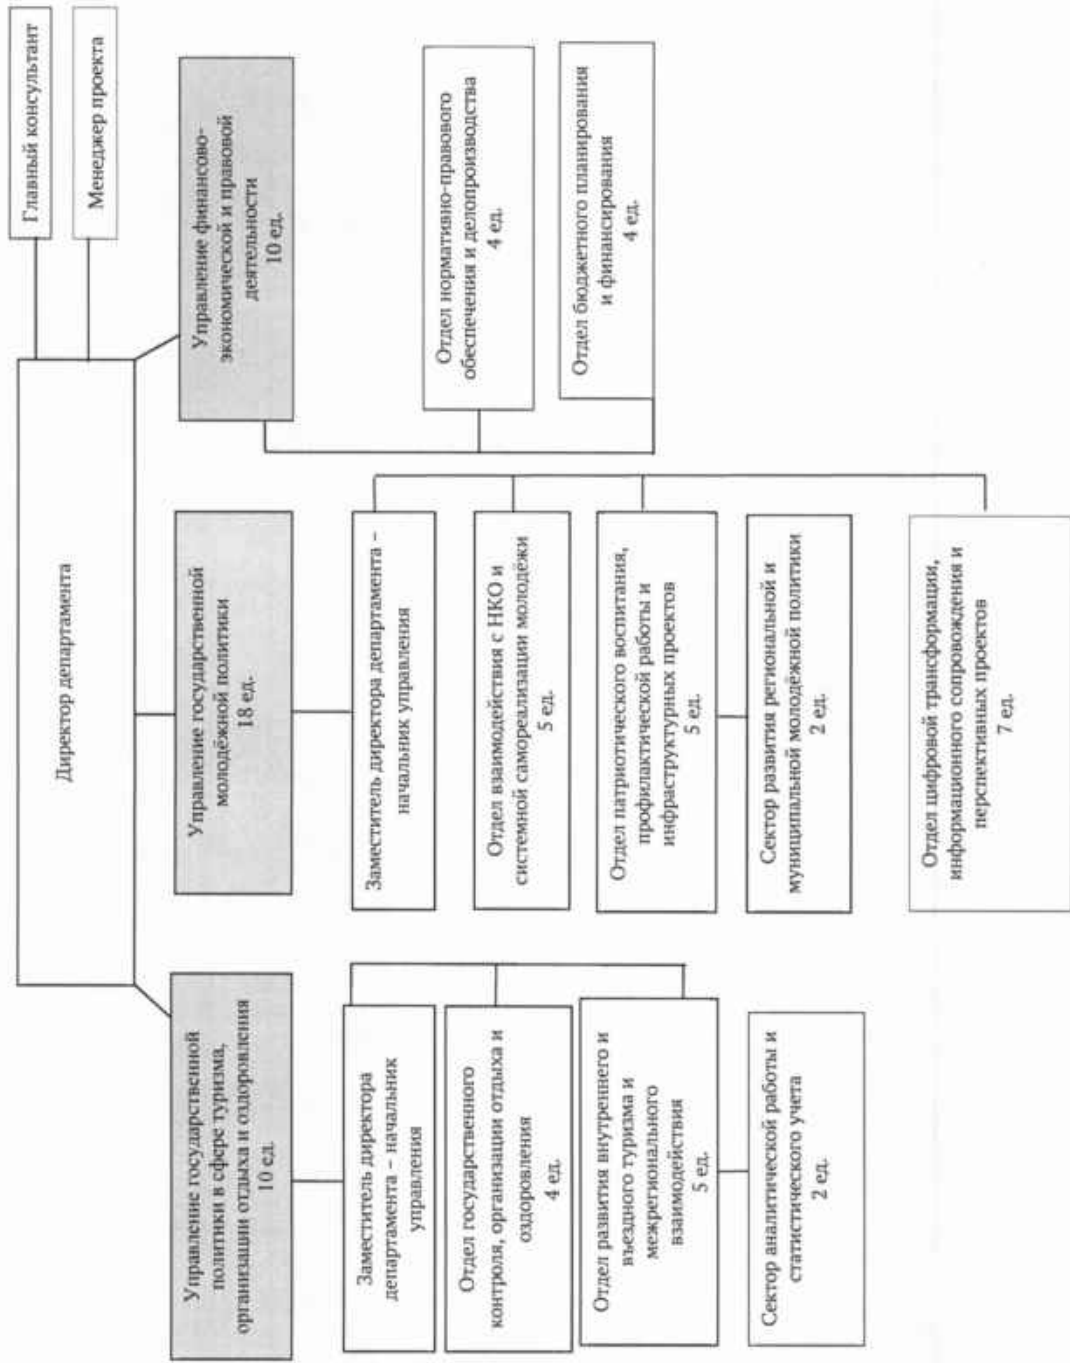 Главный консультант
Менеджер проекта
Директор департамента
Управление государственной
политики в сфере туризма,
организации отдыха и оздоровления
10 ед.
Заместитель директора
департамента – начальник
управления
Отдел государственного
контроля, организации отдыха и
оздоровления
4 ед.
Отдел развития внутреннего и
въездного туризма и
межрегионального
взаимодействия
5 ед.
Сектор аналитической работы и
статистического учета
2 ед.
Управление государственной
молодёжной политики
18 ед.
Заместитель директора департамента –
начальник управления
Отдел взаимодействия с НКО и
системной самореализации молодёжи
5 ед.
Отдел патриотического воспитания,
профилактической работы и
инфраструктурных проектов
5 ед.
Сектор развития региональной и
муниципальной молодёжной политики
2 ед.
Отдел цифровой трансформации,
информационного сопровождения и
перспективных проектов
7 ед.
Управление финансово-
экономической и правовой
деятельности
10 ед.
Отдел нормативно-правового
обеспечения и делопроизводства
4 ед.
Отдел бюджетного планирования
и финансирования
4 ед.